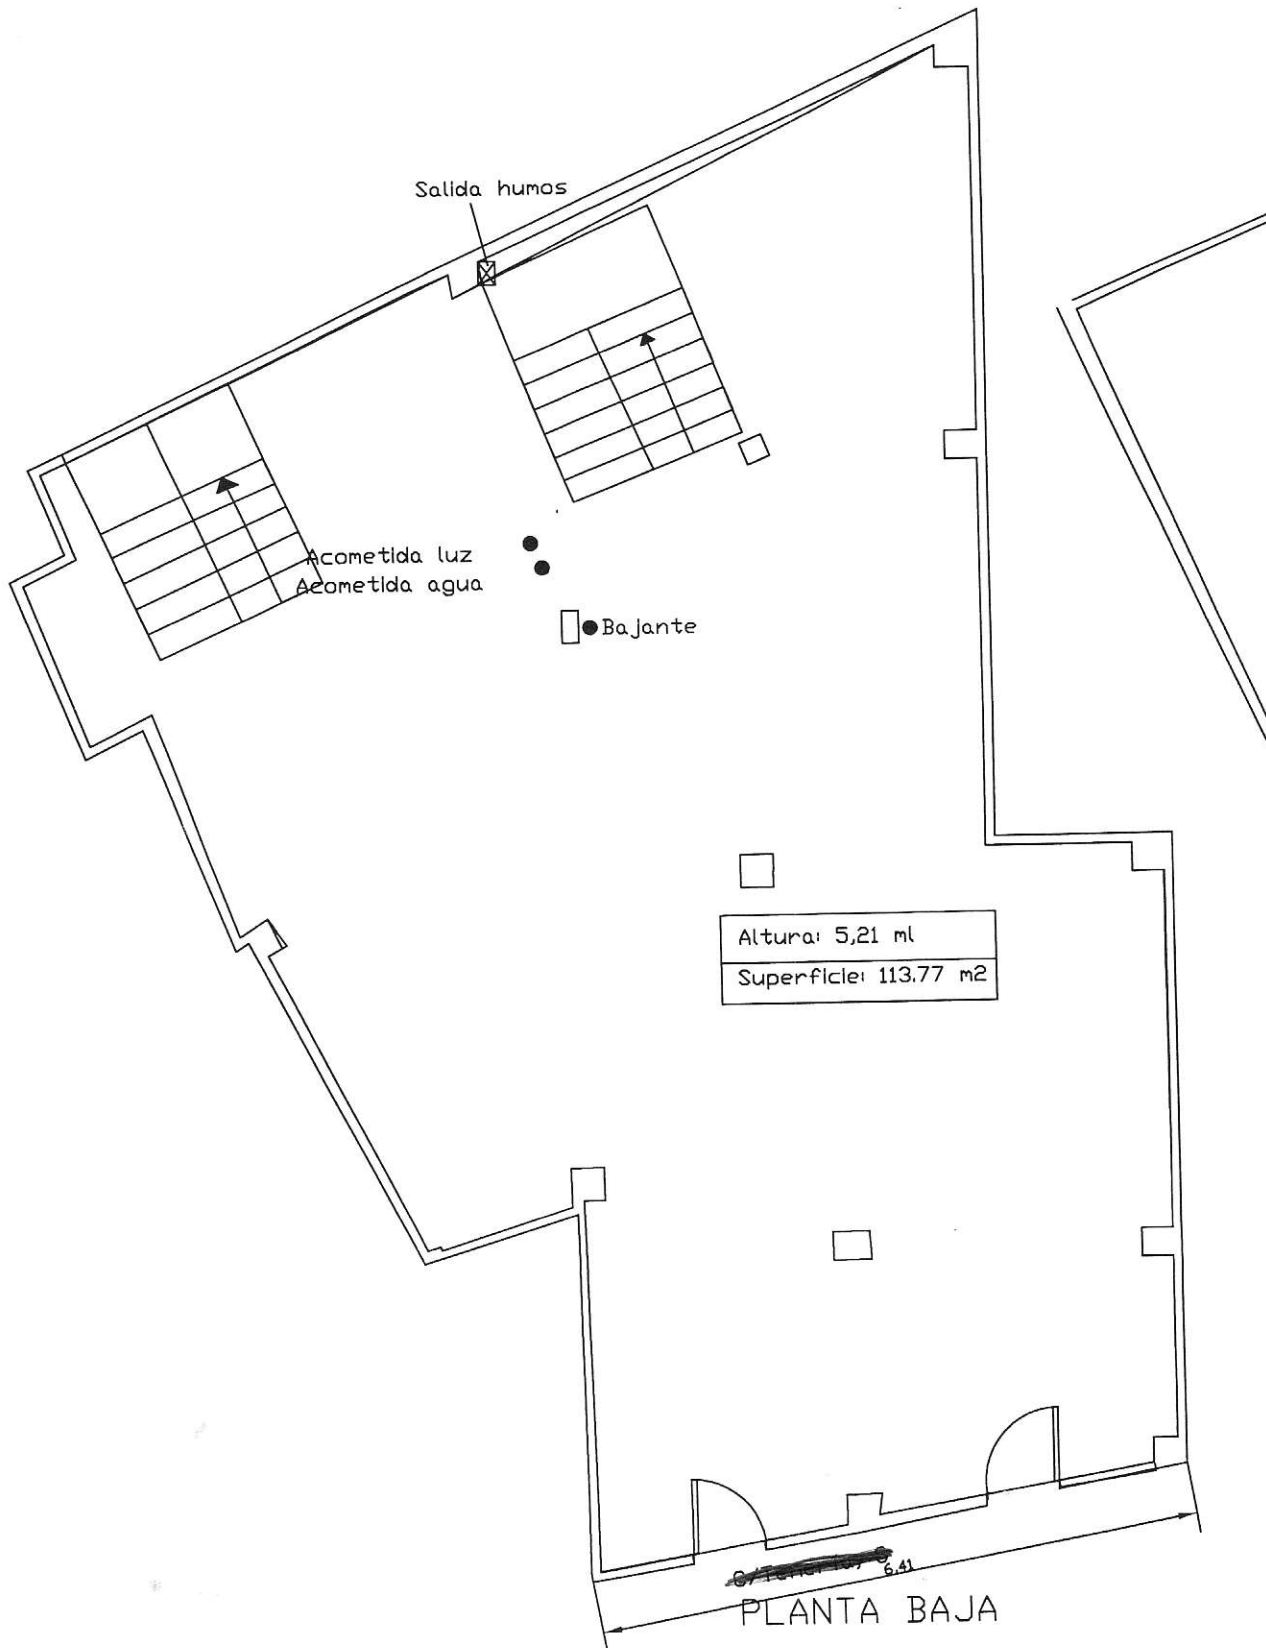 Salida humos
Acometida luz
Acometida agua
Bajante
Altura: 5,21 ml
Superficie: 113.77 m2
6,41
PLANTA BAJA